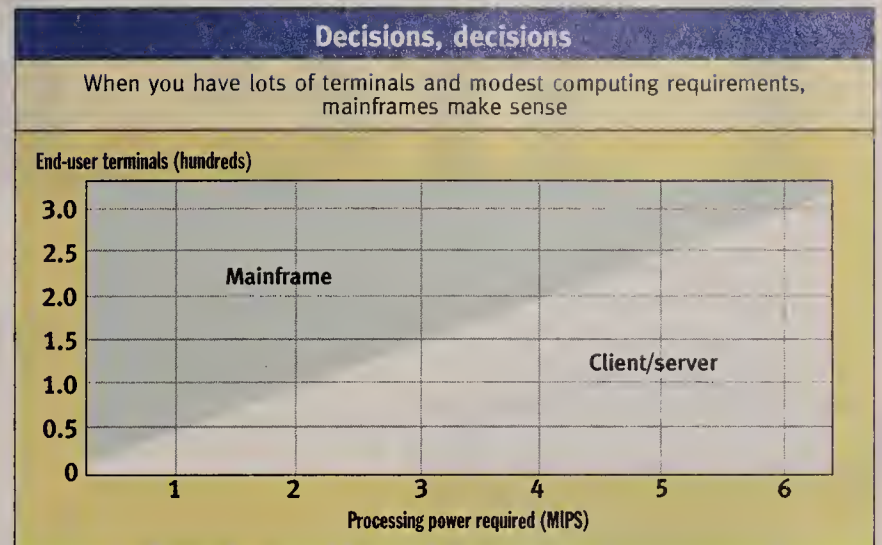 Decisions, decisions
When you have lots of terminals and modest computing requirements,
mainframes make sense
End-user terminals (hundreds)
3.0
2.5
Mainframe
2.0
1.5
Client/server
1.0
0.5
0
1 2 3 4 5 6
Processing power required (MIPS)